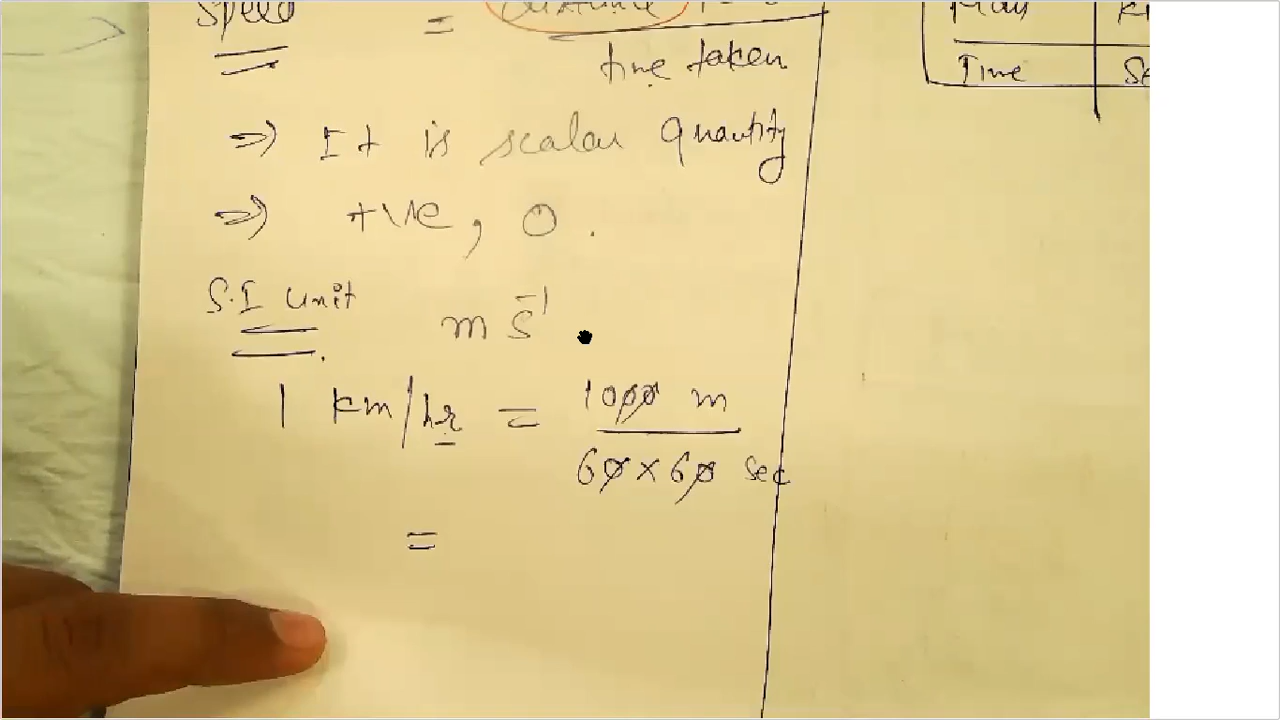 Speed =
time taken
⇒ It is scalar quantity
⇒ +ve, 0.
S.I unit m s⁻¹
1 km/hr = 1000 m
60 × 60 sec
=
Time